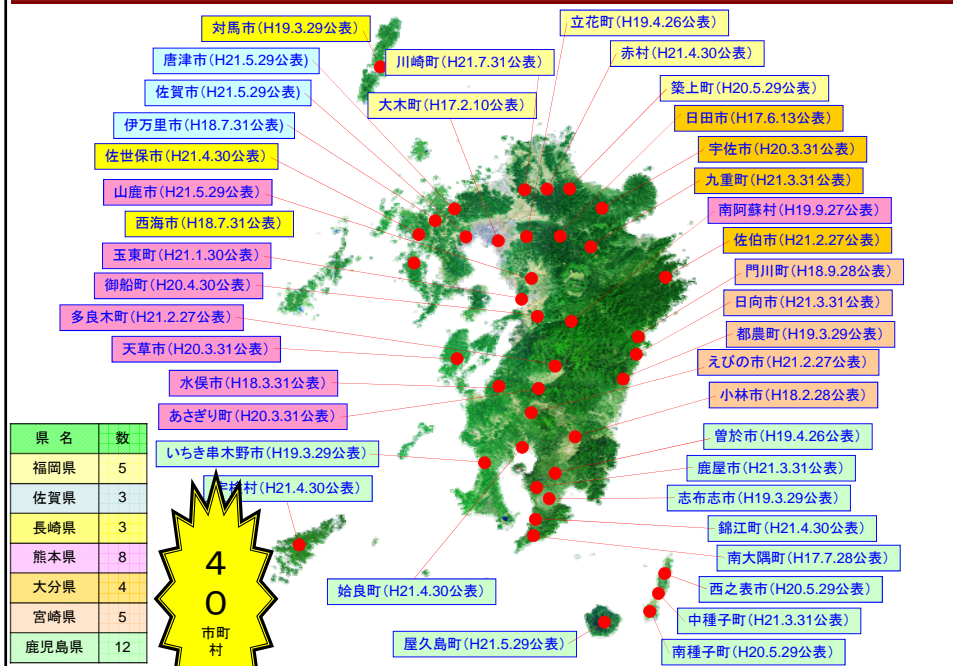 対馬市(H19.3.29公表)
唐津市(H21.5.29公表)
佐賀市(H21.5.29公表)
伊万里市(H18.7.31公表)
佐世保市(H21.4.30公表)
山鹿市(H21.5.29公表)
西海市(H18.7.31公表)
玉東町(H21.1.30公表)
御船町(H20.4.30公表)
多良木町(H21.2.27公表)
天草市(H20.3.31公表)
水俣市(H18.3.31公表)
あさぎり町(H20.3.31公表)
いちき串木野市(H19.3.29公表)
村(H21.4.30公表)
川崎町(H21.7.31公表)
大木町(H17.2.10公表)
立花町(H19.4.26公表)
赤村(H21.4.30公表)
築上町(H20.5.29公表)
日田市(H17.6.13公表)
宇佐市(H20.3.31公表)
九重町(H21.3.31公表)
南阿蘇村(H19.9.27公表)
佐伯市(H21.2.27公表)
門川町(H18.9.28公表)
日向市(H21.3.31公表)
都農町(H19.3.29公表)
えびの市(H21.2.27公表)
小林市(H18.2.28公表)
曽於市(H19.4.26公表)
鹿屋市(H21.3.31公表)
志布志市(H19.3.29公表)
錦江町(H21.4.30公表)
南大隅町(H17.7.28公表)
西之表市(H20.5.29公表)
中種子町(H21.3.31公表)
南種子町(H20.5.29公表)
姶良町(H21.4.30公表)
屋久島町(H21.5.29公表)
県 名 数
福岡県 5
佐賀県 3
長崎県 3
熊本県 8
大分県 4
宮崎県 5
鹿児島県 12
4
0
市町
村